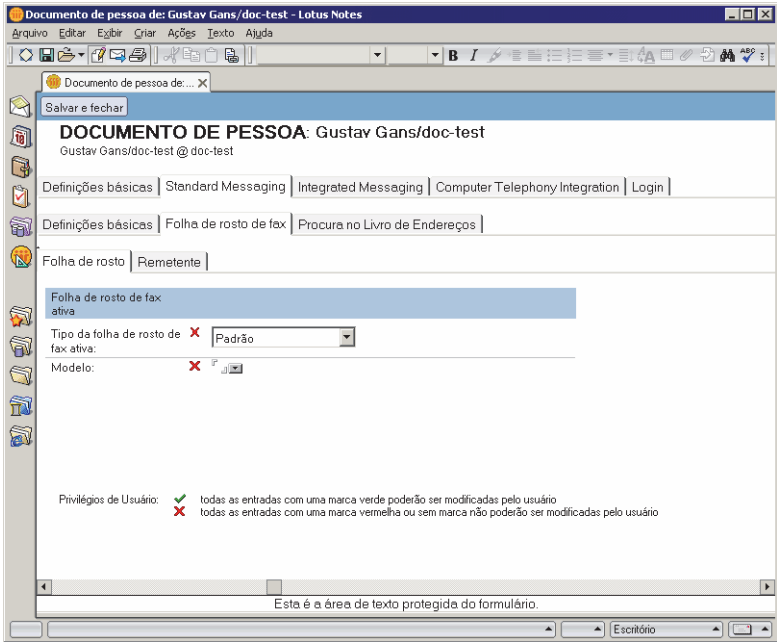 Documento de pessoa de: Gustav Gans/doc-test - Lotus Notes
Arquivo Editar Exibir Criar Ações Texto Ajuda
B I ABC
Documento de pessoa de:...
Salvar e fechar
DOCUMENTO DE PESSOA: Gustav Gans/doc-test
Gustav Gans/doc-test @ doc-test
Definições básicas Standard Messaging Integrated Messaging Computer Telephony Integration Login
Definições básicas Folha de rosto de fax Procura no Livro de Endereços
Folha de rosto Remetente
Folha de rosto de fax
ativa
Tipo da folha de rosto de
fax ativa:
Padrão
Modelo:
Privilégios de Usuário: todas as entradas com uma marca verde poderão ser modificadas pelo usuário
todas as entradas com uma marca vermelha ou sem marca não poderão ser modificadas pelo usuário
Esta é a área de texto protegida do formulário.
Escritório